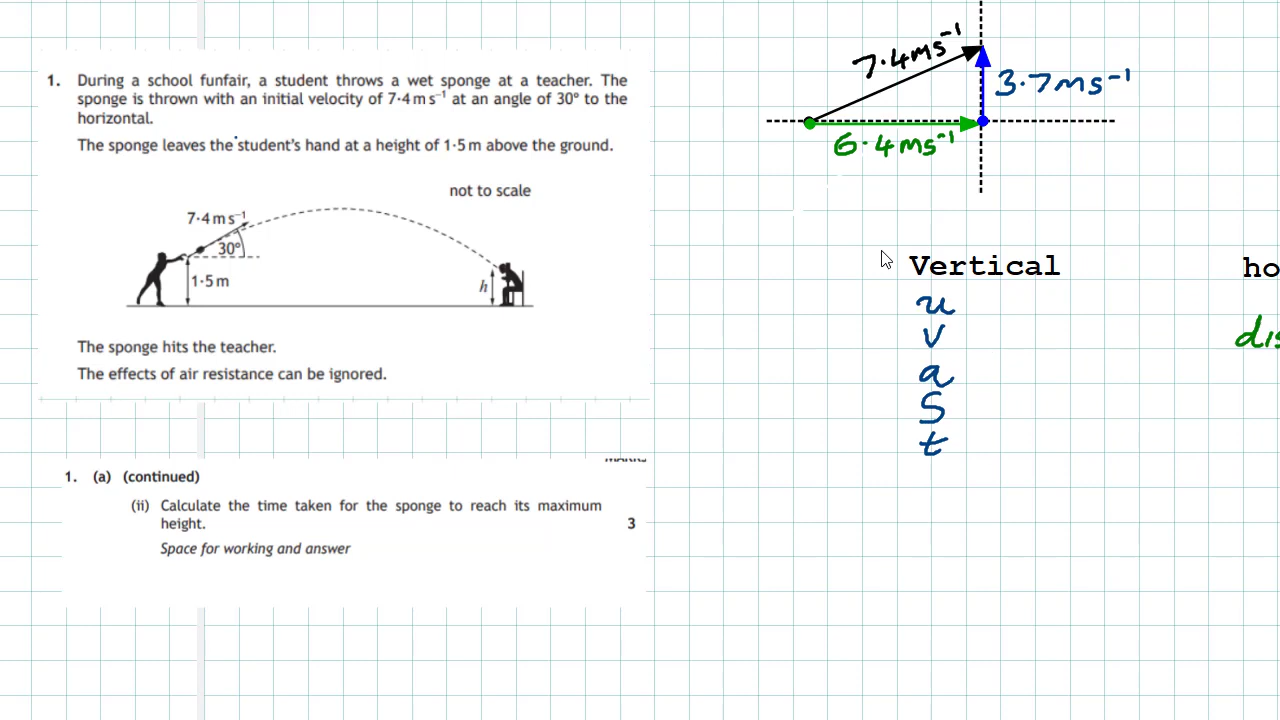 1. During a school funfair, a student throws a wet sponge at a teacher. The
sponge is thrown with an initial velocity of 7·4 m s⁻¹ at an angle of 30° to the
horizontal.
The sponge leaves the student's hand at a height of 1·5 m above the ground.
not to scale
7·4 m s⁻¹
30°
1·5 m
h
The sponge hits the teacher.
The effects of air resistance can be ignored.
1. (a) (continued)
(ii) Calculate the time taken for the sponge to reach its maximum
height.
3
Space for working and answer
7.4ms⁻¹
3.7ms⁻¹
6.4ms⁻¹
Vertical
u
v
a
S
t
ho
dis